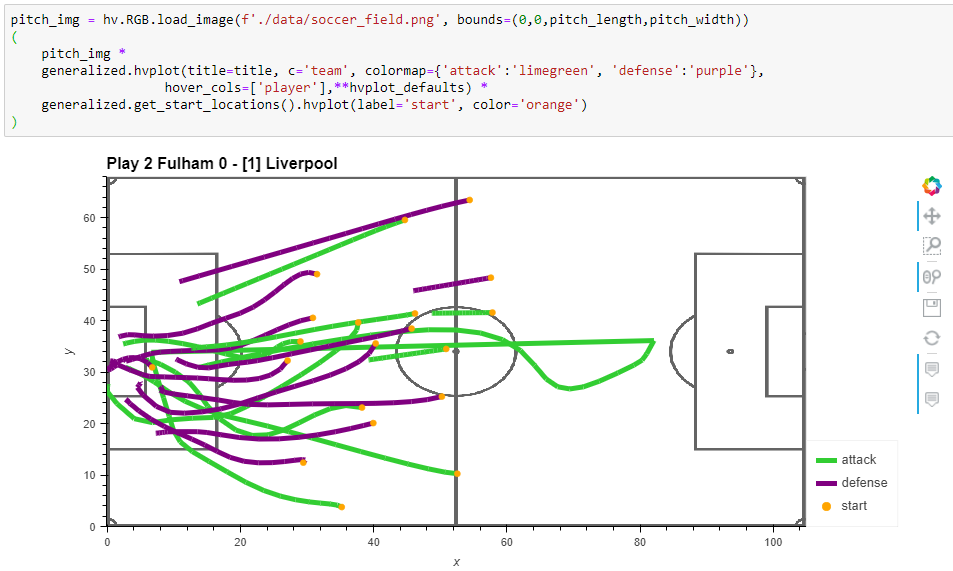 pitch_img = hv.RGB.load_image(f'./data/soccer_field.png', bounds=(0,0,pitch_length,pitch_width))
(
    pitch_img *
    generalized.hvplot(title=title, c='team', colormap={'attack':'limegreen', 'defense':'purple'},
                       hover_cols=['player'],**hvplot_defaults) *
    generalized.get_start_locations().hvplot(label='start', color='orange')
)
Play 2 Fulham 0 - [1] Liverpool
60
50
40
30
20
10
0
y
0 20 40 60 80 100
x
attack
defense
start